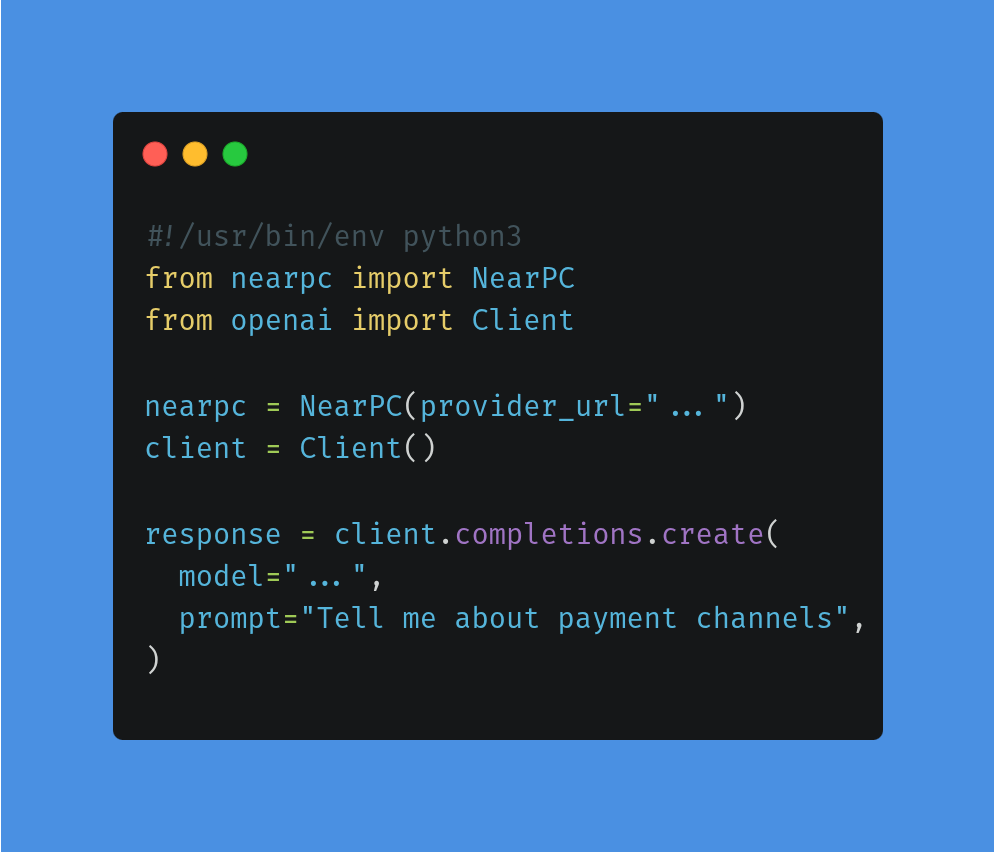 #!/usr/bin/env python3
from nearpc import NearPC
from openai import Client
nearpc = NearPC(provider_url="...")
client = Client()
response = client.completions.create(
  model="...",
  prompt="Tell me about payment channels",
)